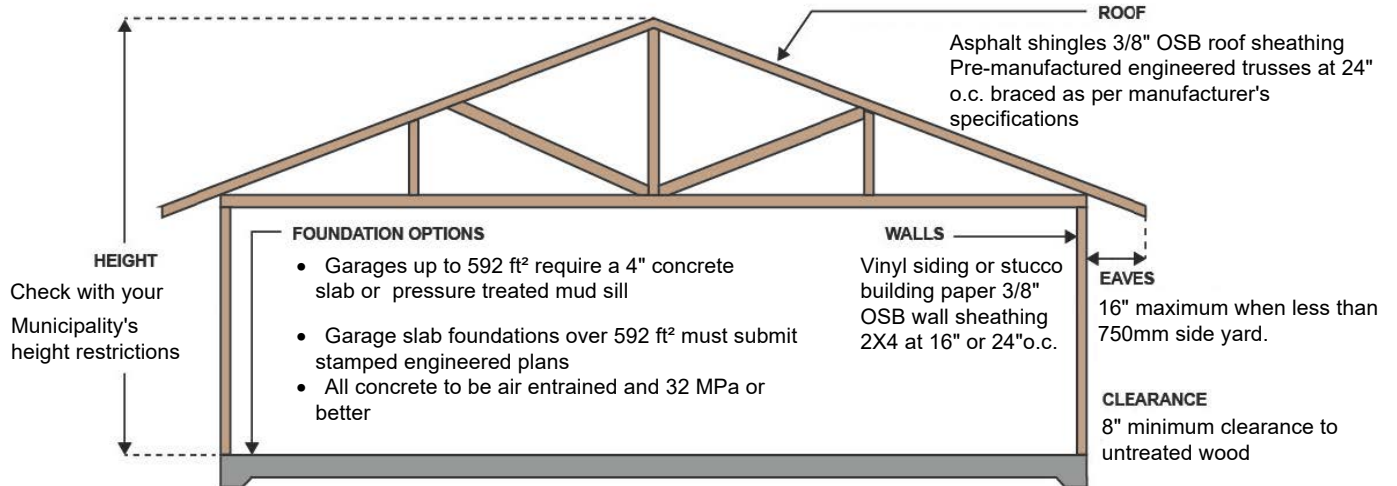 ROOF
Asphalt shingles 3/8" OSB roof sheathing
Pre-manufactured engineered trusses at 24"
o.c. braced as per manufacturer's
specifications
HEIGHT
Check with your
Municipality's
height restrictions
FOUNDATION OPTIONS
• Garages up to 592 ft² require a 4" concrete
slab or pressure treated mud sill
• Garage slab foundations over 592 ft² must submit
stamped engineered plans
• All concrete to be air entrained and 32 MPa or
better
WALLS
Vinyl siding or stucco
building paper 3/8"
OSB wall sheathing
2X4 at 16" or 24"o.c.
EAVES
16" maximum when less than
750mm side yard.
CLEARANCE
8" minimum clearance to
untreated wood